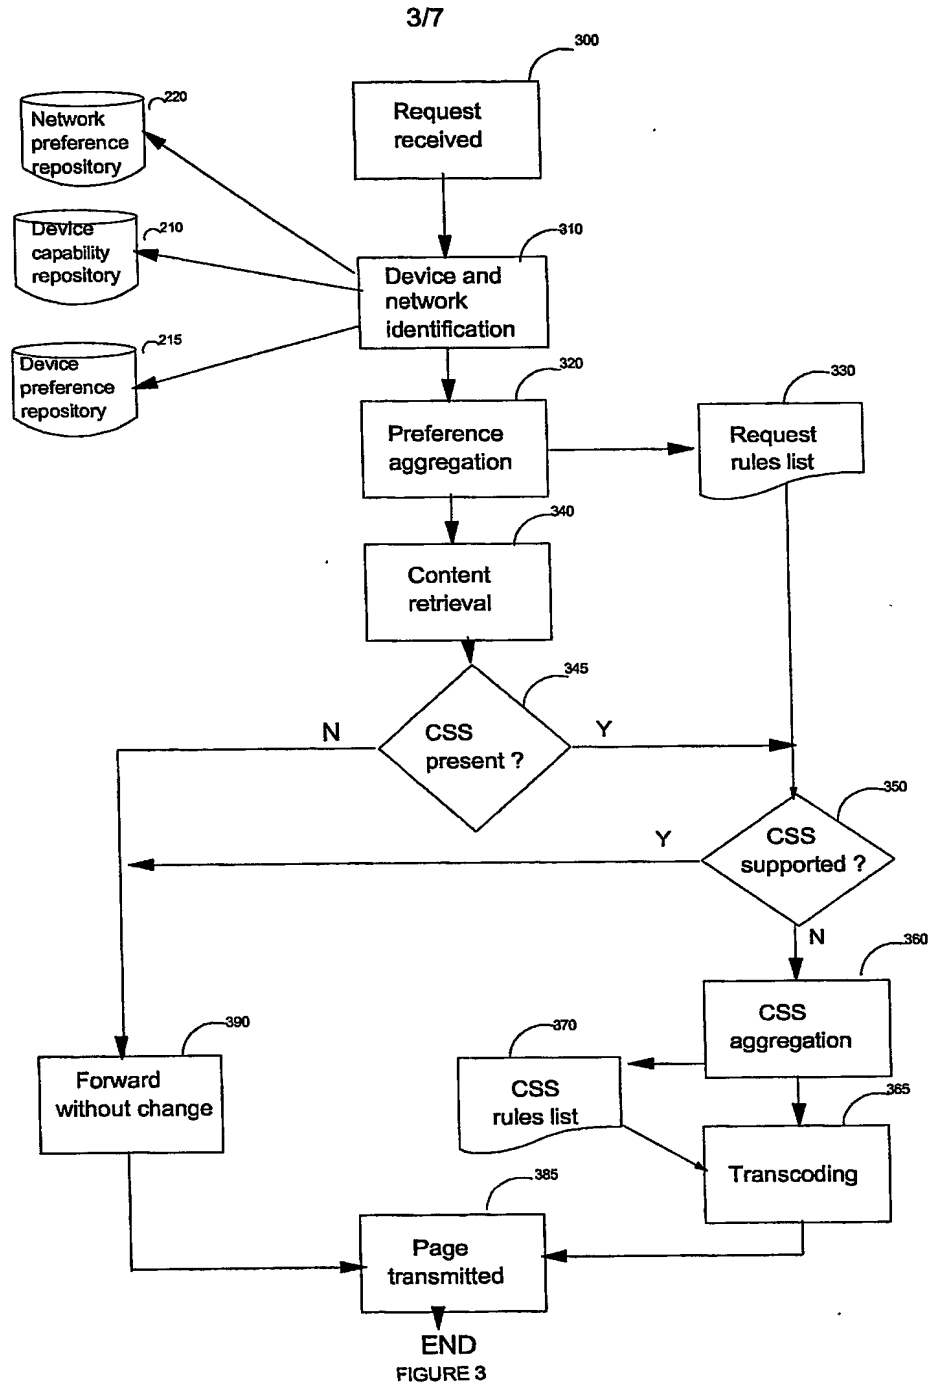 3/7
300
Request
received
220
Network
preference
repository
210
Device
capability
repository
310
Device and
network
identification
215
Device
preference
repository
320
Preference
aggregation
330
Request
rules list
340
Content
retrieval
345
CSS
present ?
N
Y
350
CSS
supported ?
Y
N
360
CSS
aggregation
390
Forward
without change
370
CSS
rules list
365
Transcoding
385
Page
transmitted
END
FIGURE 3